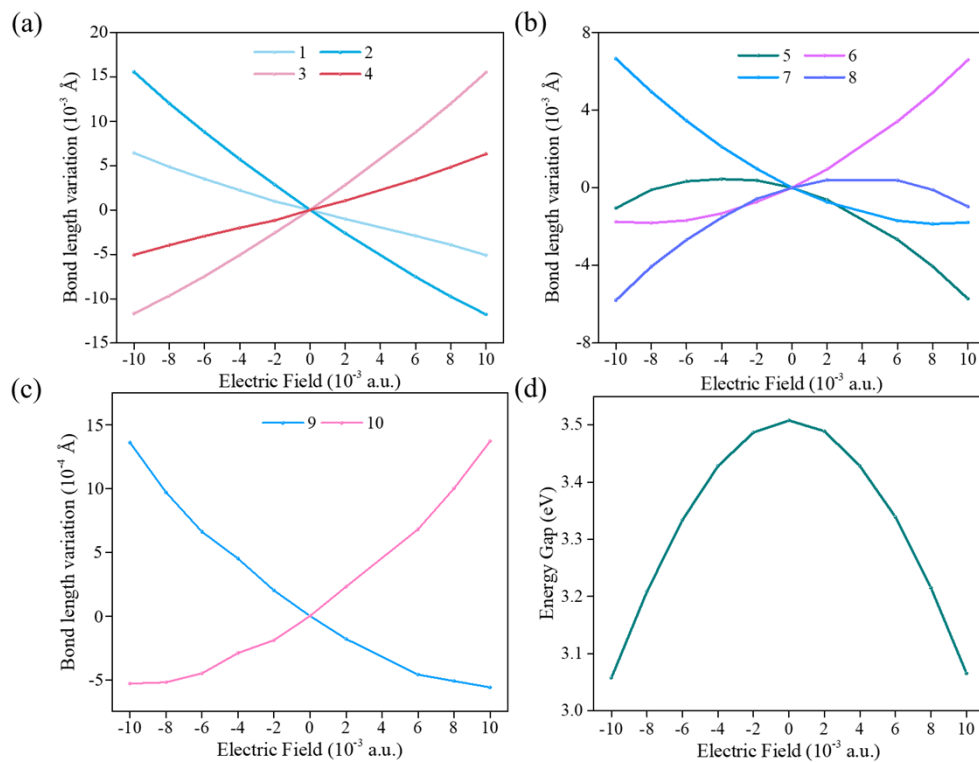 (a)
20
15
10
5
0
-5
-10
-15
Bond length variation (10⁻³ Å)
1 2
3 4
-10 -8 -6 -4 -2 0 2 4 6 8 10
Electric Field (10⁻³ a.u.)
(b)
8
4
0
-4
-8
Bond length variation (10⁻³ Å)
5 6
7 8
-10 -8 -6 -4 -2 0 2 4 6 8 10
Electric Field (10⁻³ a.u.)
(c)
15
10
5
0
-5
Bond length variation (10⁻⁴ Å)
9 10
-10 -8 -6 -4 -2 0 2 4 6 8 10
Electric Field (10⁻³ a.u.)
(d)
3.5
3.4
3.3
3.2
3.1
3.0
Energy Gap (eV)
-10 -8 -6 -4 -2 0 2 4 6 8 10
Electric Field (10⁻³ a.u.)